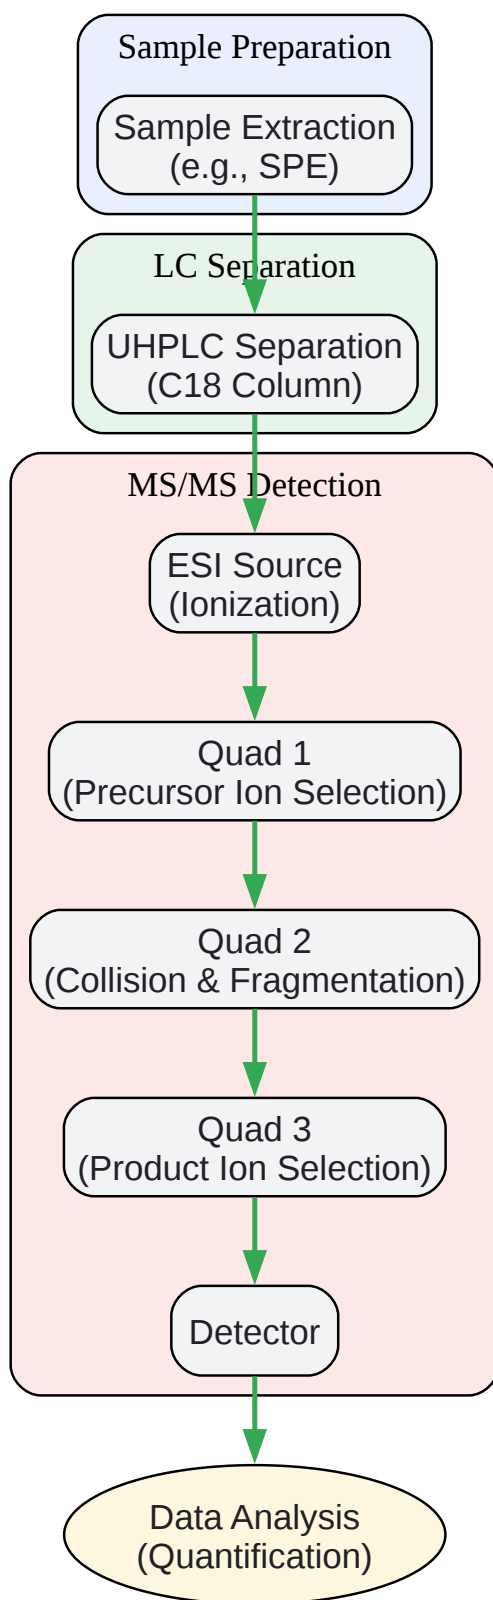 Sample Preparation
Sample Extraction
(e.g., SPE)
LC Separation
UHPLC Separation
(C18 Column)
MS/MS Detection
ESI Source
(Ionization)
Quad 1
(Precursor Ion Selection)
Quad 2
(Collision & Fragmentation)
Quad 3
(Product Ion Selection)
Detector
Data Analysis
(Quantification)